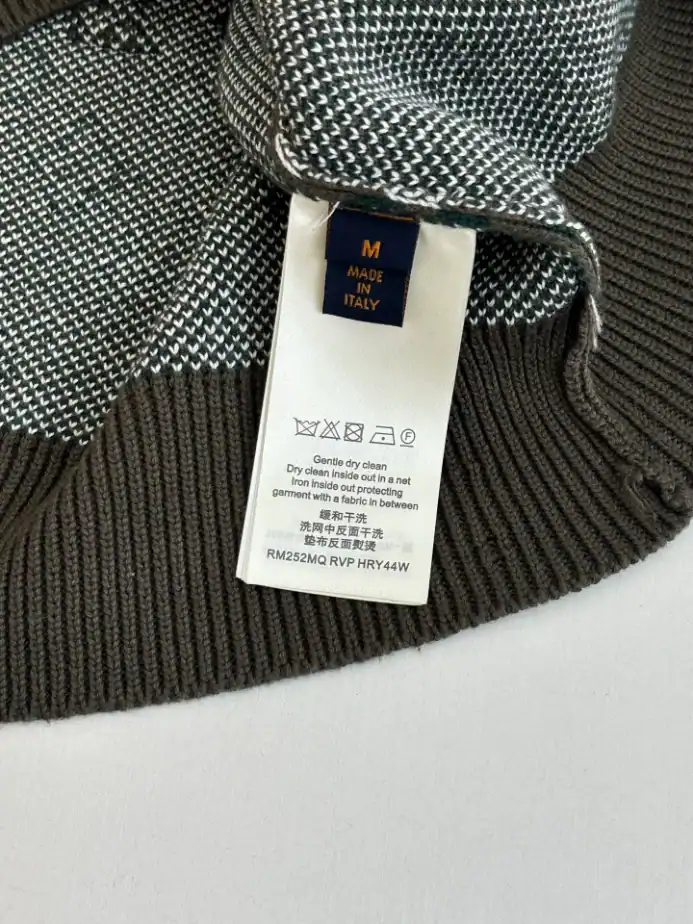 M
MADE
IN
ITALY
F
Gentle dry clean
Dry clean inside out in a net
Iron inside out protecting
garment with a fabric in between
缓和干洗
洗网中反面干洗
垫布反面熨烫
RM252MQ RVP HRY44W